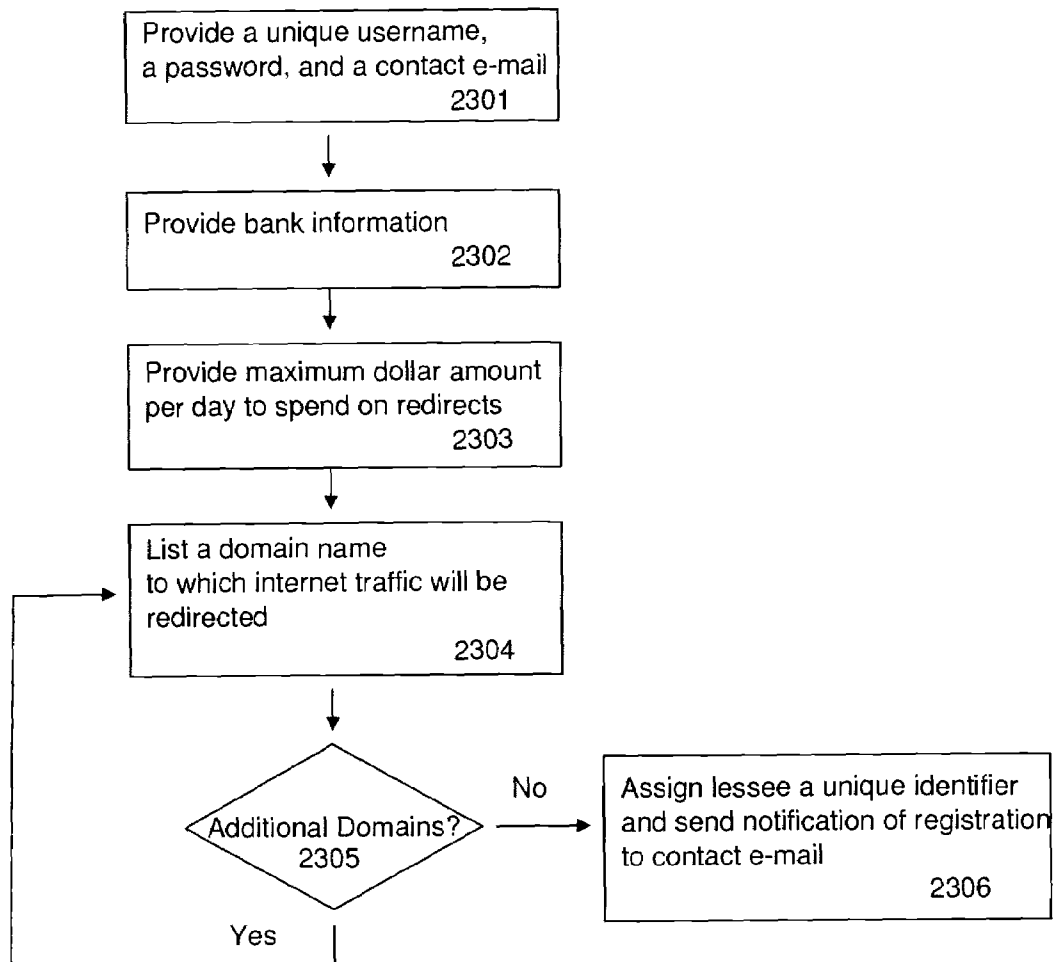 Provide a unique username,
a password, and a contact e-mail
2301
Provide bank information
2302
Provide maximum dollar amount
per day to spend on redirects
2303
List a domain name
to which internet traffic will be
redirected
2304
Additional Domains?
2305
No
Assign lessee a unique identifier
and send notification of registration
to contact e-mail
2306
Yes